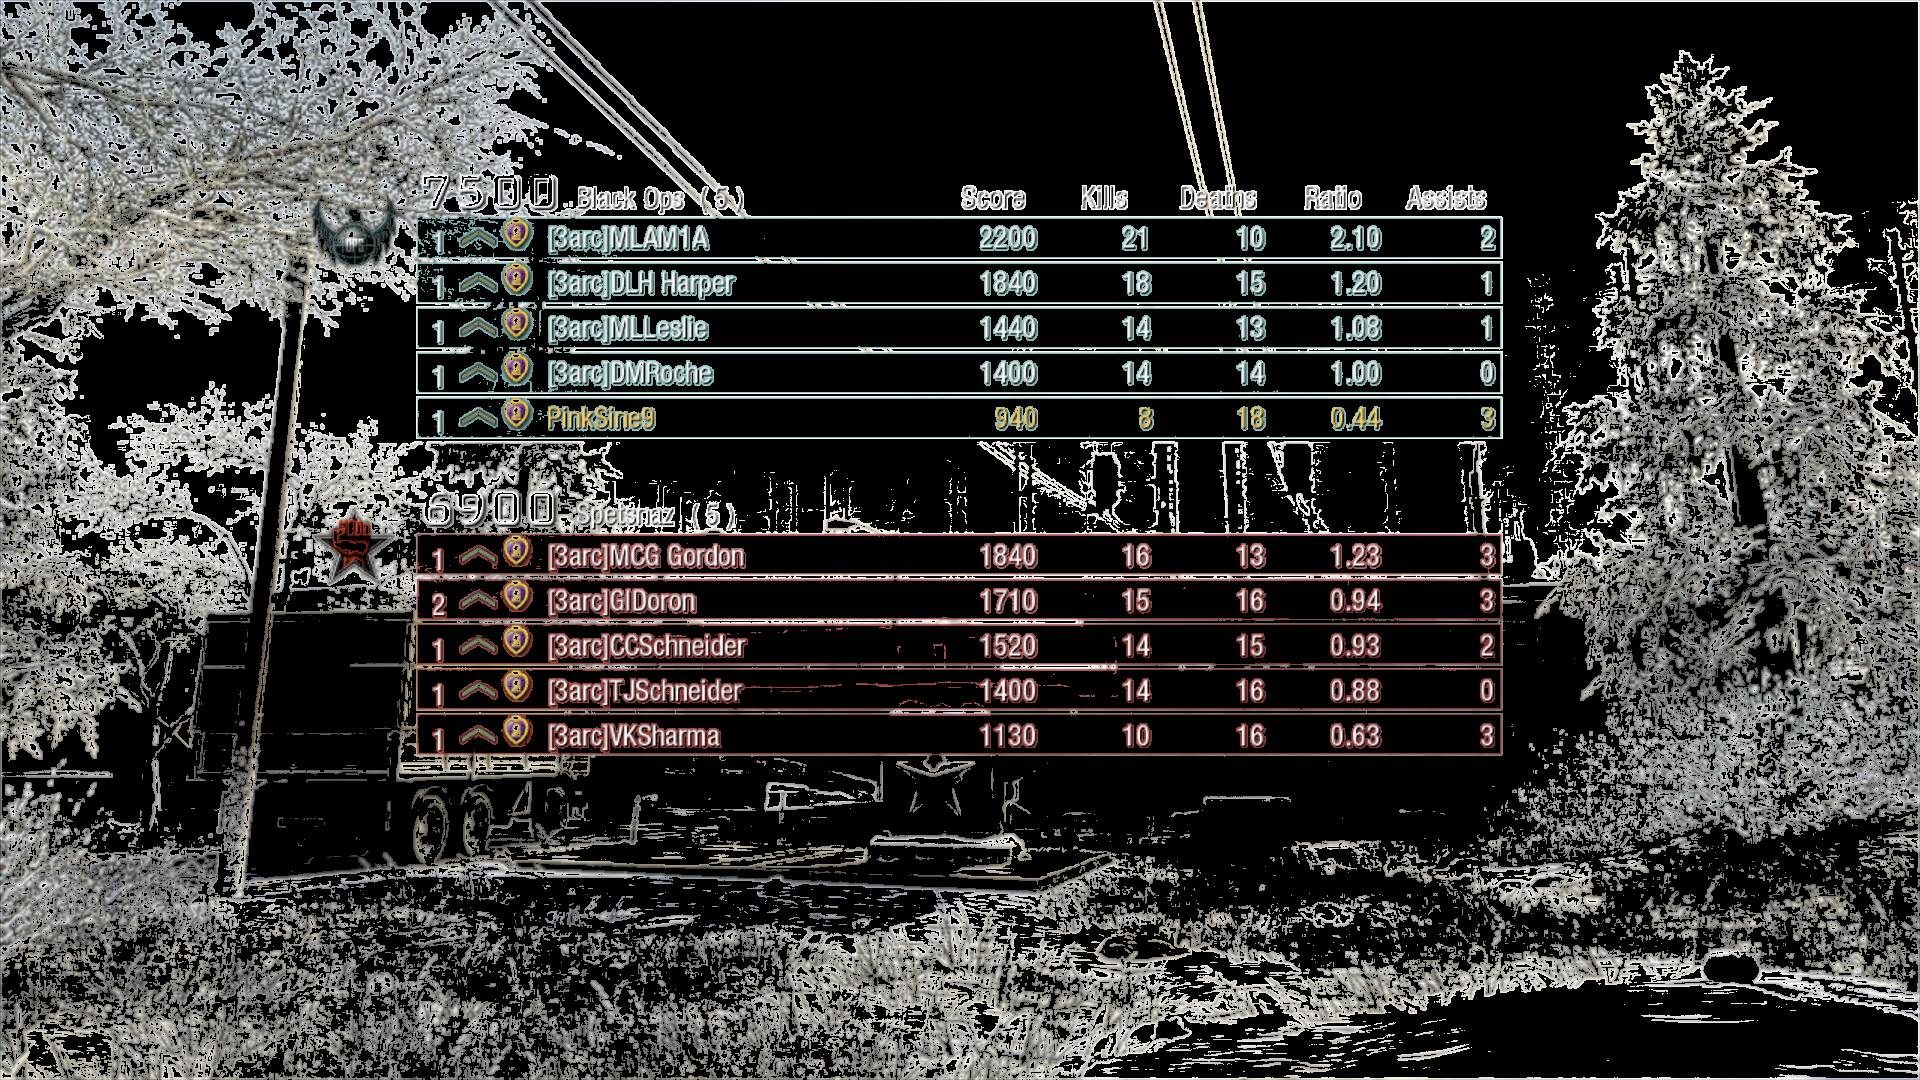 7500 Black Ops ( 5 ) Score Kills Deaths Ratio Assists
1 [3arc]MLAM1A 2200 21 10 2.10 2
1 [3arc]DLH Harper 1840 18 15 1.20 1
1 [3arc]MLLeslie 1440 14 13 1.08 1
1 [3arc]DMRoche 1400 14 14 1.00 0
1 PinkSine9 940 8 18 0.44 3
6900 Spetsnaz ( 5 )
1 [3arc]MCG Gordon 1840 16 13 1.23 3
2 [3arc]GIDoron 1710 15 16 0.94 3
1 [3arc]CCSchneider 1520 14 15 0.93 2
1 [3arc]TJSchneider 1400 14 16 0.88 0
1 [3arc]VKSharma 1130 10 16 0.63 3